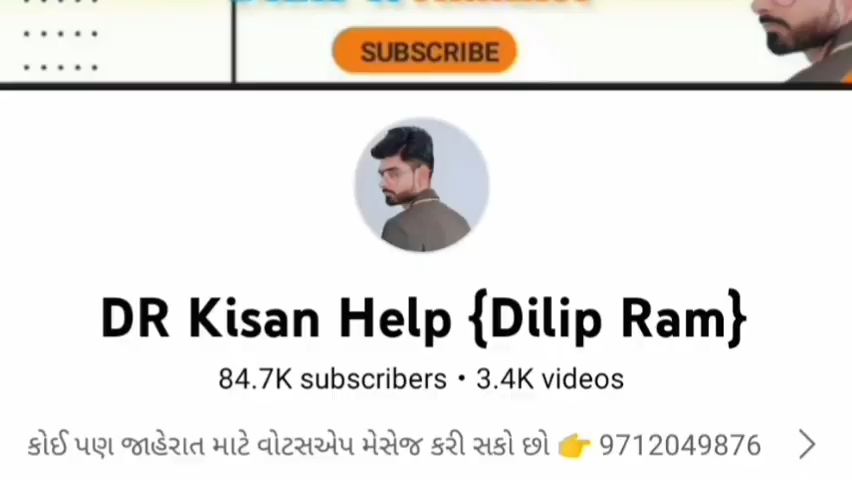 SUBSCRIBE
DR Kisan Help {Dilip Ram}
84.7K subscribers • 3.4K videos
કોઈ પણ જાહેરાત માટે વોટસએપ મેસેજ કરી સકો છો 👉 9712049876